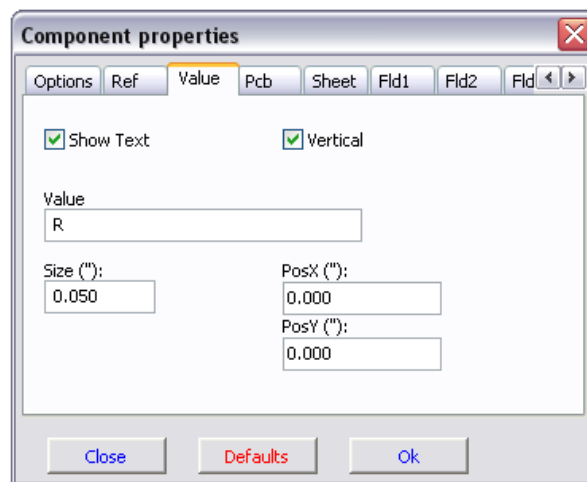 Component properties
Options Ref Value Pcb Sheet Fld1 Fld2 Fld
Show Text Vertical
Value
R
Size ("): PosX ("):
0.050 0.000
PosY ("):
0.000
Close Defaults Ok